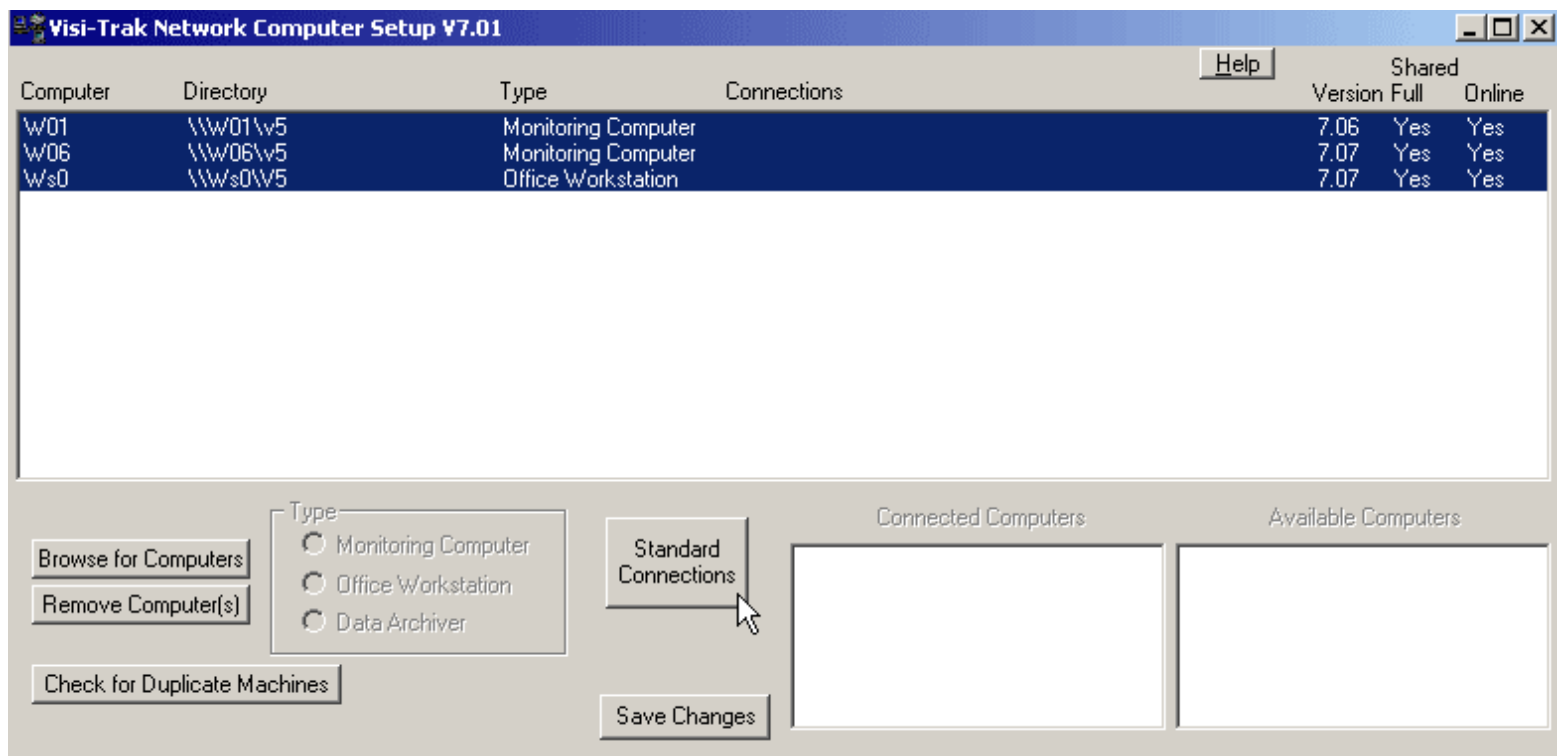 Visi-Trak Network Computer Setup V7.01
Help
Shared
Computer Directory Type Connections Version Full Online
W01 \\W01\v5 Monitoring Computer 7.06 Yes Yes
W06 \\W06\v5 Monitoring Computer 7.07 Yes Yes
Ws0 \\Ws0\V5 Office Workstation 7.07 Yes Yes
Type
Monitoring Computer
Office Workstation
Data Archiver
Browse for Computers
Remove Computer(s)
Check for Duplicate Machines
Standard
Connections
Save Changes
Connected Computers
Available Computers